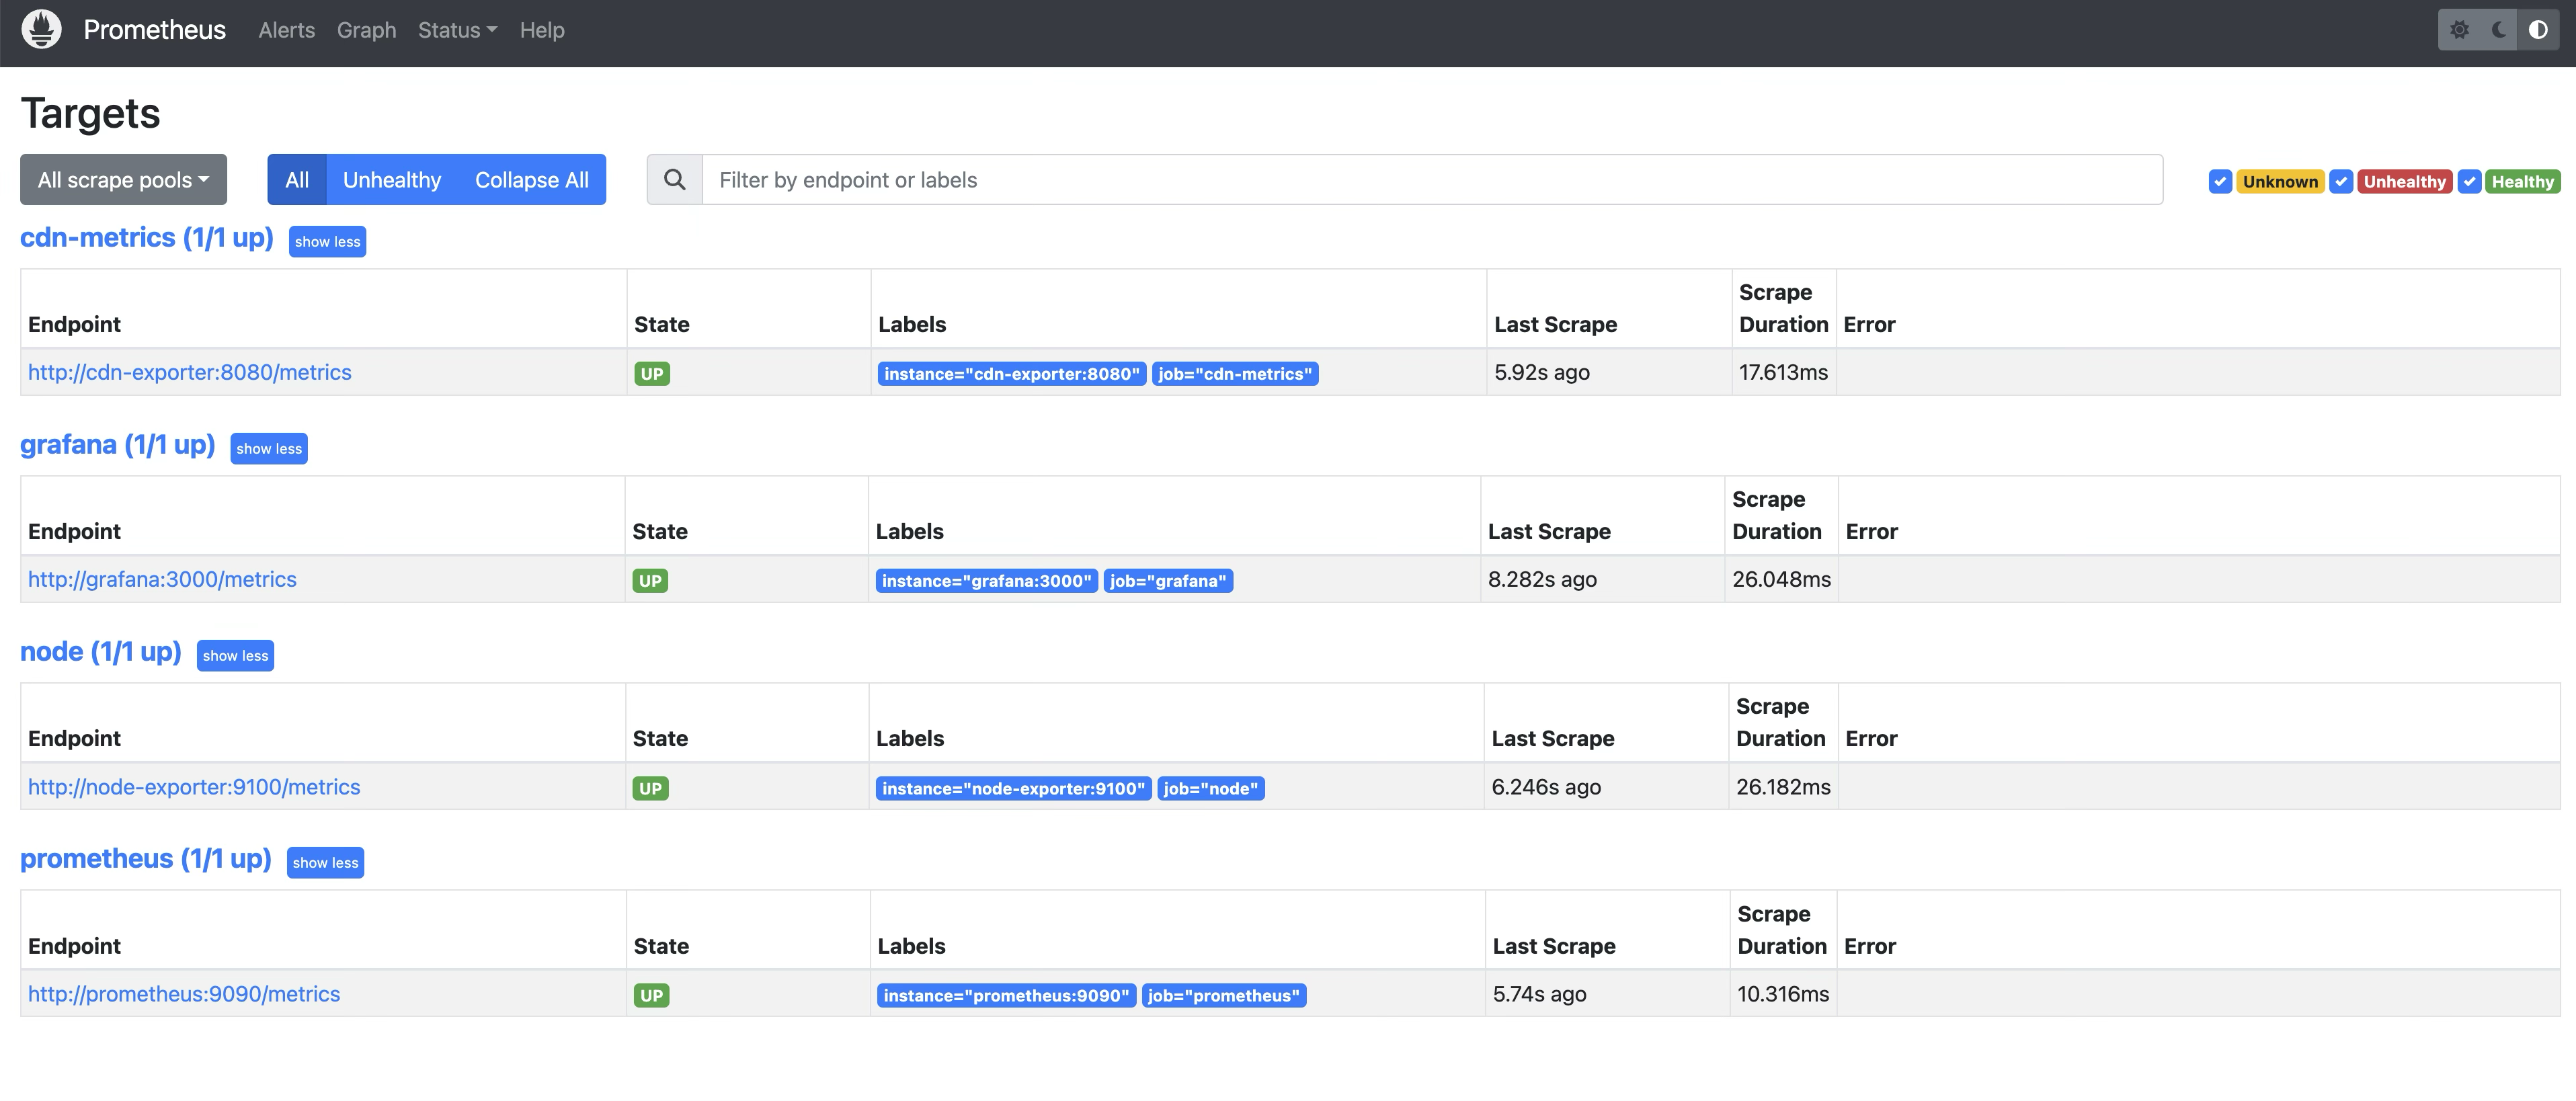 Prometheus Alerts Graph Status Help
Targets
All scrape pools All Unhealthy Collapse All Filter by endpoint or labels Unknown Unhealthy Healthy
cdn-metrics (1/1 up) show less
Endpoint State Labels Last Scrape Scrape Duration Error
http://cdn-exporter:8080/metrics UP instance="cdn-exporter:8080" job="cdn-metrics" 5.92s ago 17.613ms
grafana (1/1 up) show less
Endpoint State Labels Last Scrape Scrape Duration Error
http://grafana:3000/metrics UP instance="grafana:3000" job="grafana" 8.282s ago 26.048ms
node (1/1 up) show less
Endpoint State Labels Last Scrape Scrape Duration Error
http://node-exporter:9100/metrics UP instance="node-exporter:9100" job="node" 6.246s ago 26.182ms
prometheus (1/1 up) show less
Endpoint State Labels Last Scrape Scrape Duration Error
http://prometheus:9090/metrics UP instance="prometheus:9090" job="prometheus" 5.74s ago 10.316ms